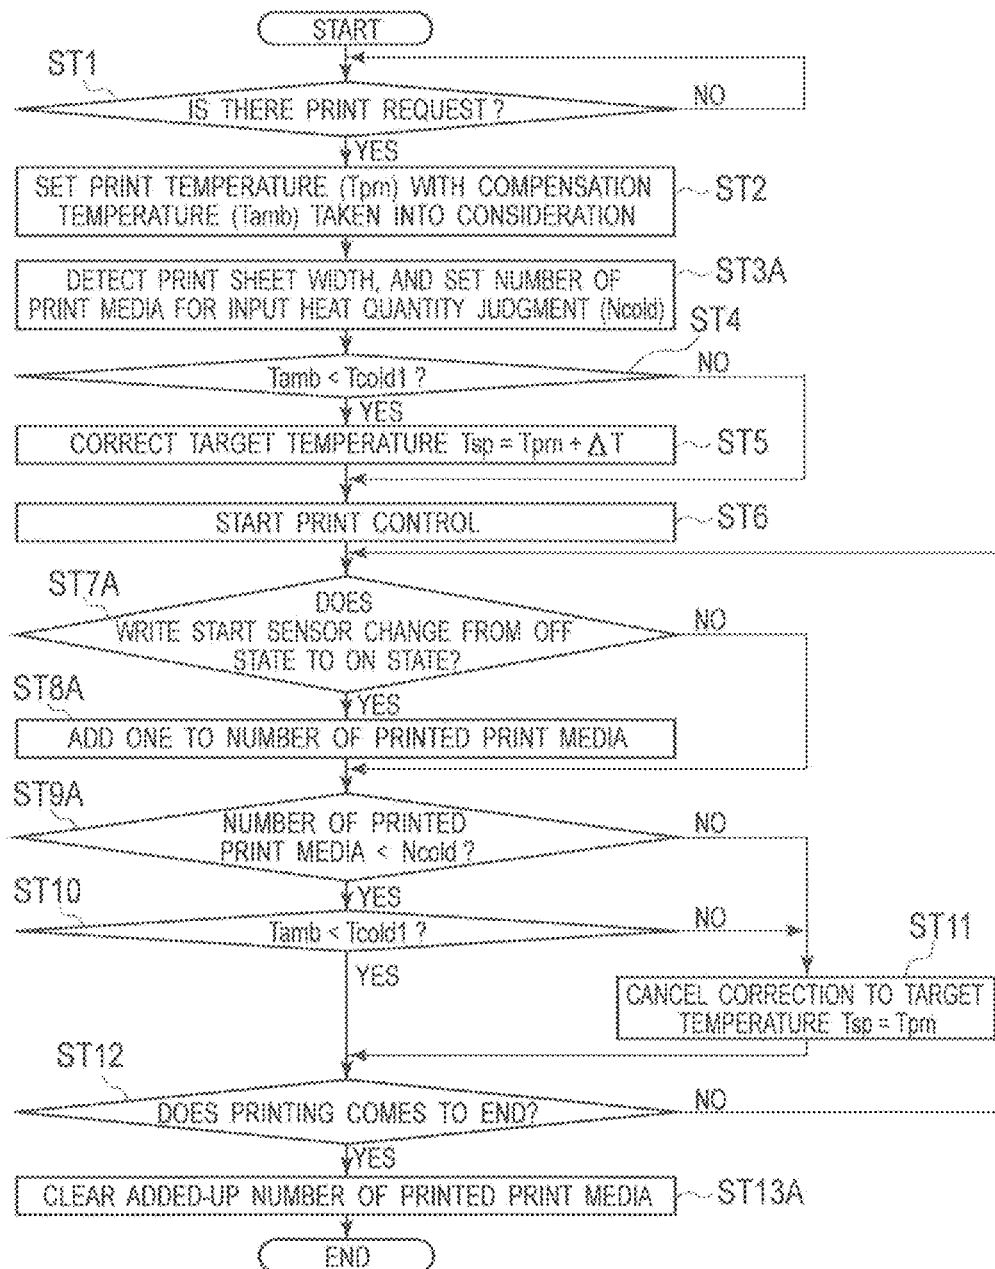 START
ST1
IS THERE PRINT REQUEST?
NO
YES
SET PRINT TEMPERATURE (Tprn) WITH COMPENSATION
TEMPERATURE (Tamb) TAKEN INTO CONSIDERATION
ST2
DETECT PRINT SHEET WIDTH, AND SET NUMBER OF
PRINT MEDIA FOR INPUT HEAT QUANTITY JUDGMENT (Ncold)
ST3A
ST4
Tamb < Tcold1 ?
NO
YES
CORRECT TARGET TEMPERATURE Tsp = Tprn + Δ T
ST5
START PRINT CONTROL
ST6
ST7A
DOES
WRITE START SENSOR CHANGE FROM OFF
STATE TO ON STATE?
NO
YES
ST8A
ADD ONE TO NUMBER OF PRINTED PRINT MEDIA
ST9A
NUMBER OF PRINTED
PRINT MEDIA < Ncold ?
NO
YES
ST10
Tamb < Tcold1 ?
NO
YES
ST11
CANCEL CORRECTION TO TARGET
TEMPERATURE Tsp = Tprn
ST12
DOES PRINTING COMES TO END?
NO
YES
CLEAR ADDED-UP NUMBER OF PRINTED PRINT MEDIA
ST13A
END